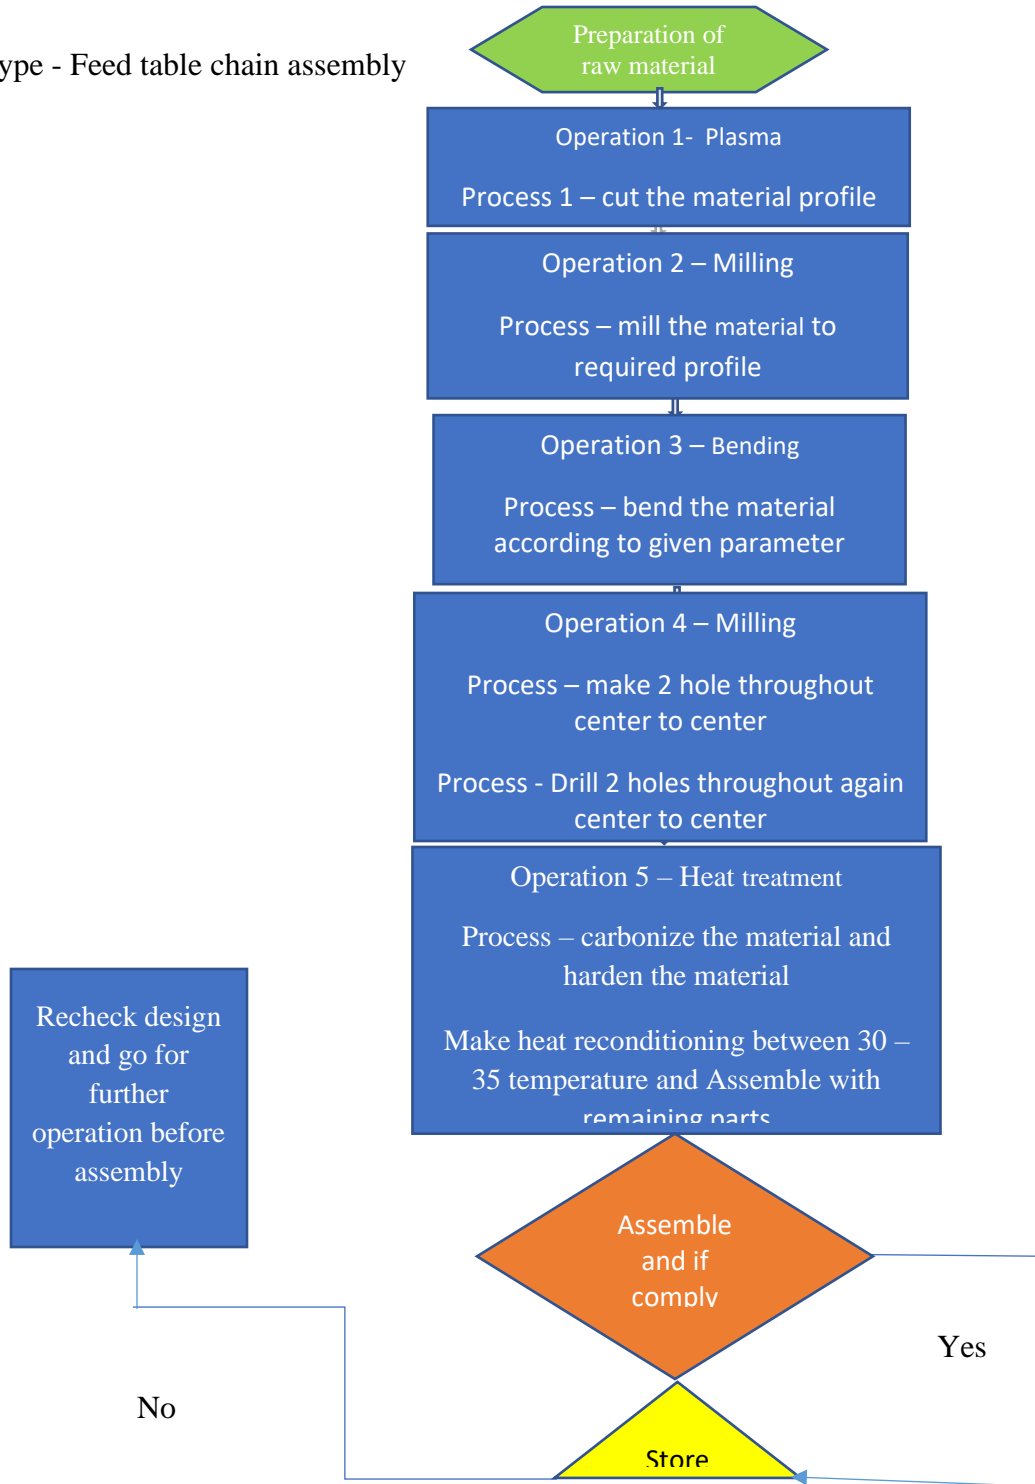 ype - Feed table chain assembly
Preparation of
raw material
Operation 1- Plasma
Process 1 – cut the material profile
Operation 2 – Milling
Process – mill the material to
required profile
Operation 3 – Bending
Process – bend the material
according to given parameter
Operation 4 – Milling
Process – make 2 hole throughout
center to center
Process - Drill 2 holes throughout again
center to center
Operation 5 – Heat treatment
Process – carbonize the material and
harden the material
Make heat reconditioning between 30 –
35 temperature and Assemble with
remaining parts
Recheck design
and go for
further
operation before
assembly
Assemble
and if
comply
Yes
No
Store